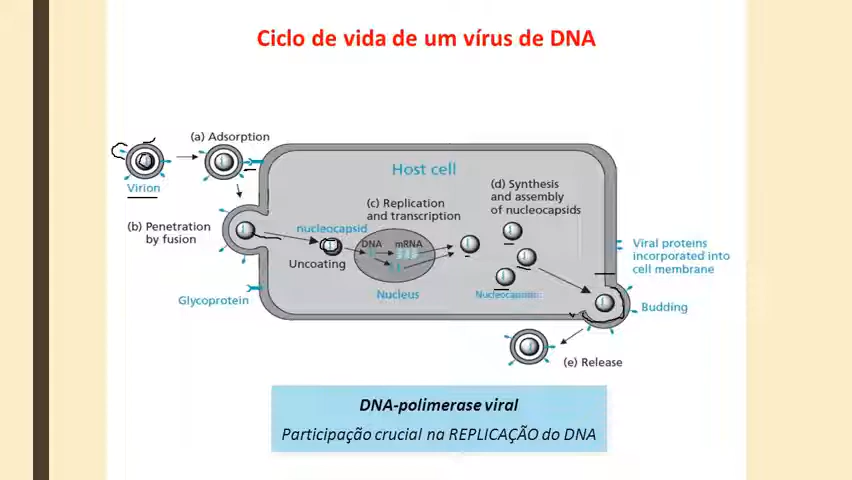 Ciclo de vida de um vírus de DNA
(a) Adsorption
Virion
Host cell
(b) Penetration
by fusion
nucleocapsid
Uncoating
(c) Replication
and transcription
DNA
mRNA
Nucleus
(d) Synthesis
and assembly
of nucleocapsids
Viral proteins
incorporated into
cell membrane
Glycoprotein
Budding
(e) Release
DNA-polimerase viral
Participação crucial na REPLICAÇÃO do DNA